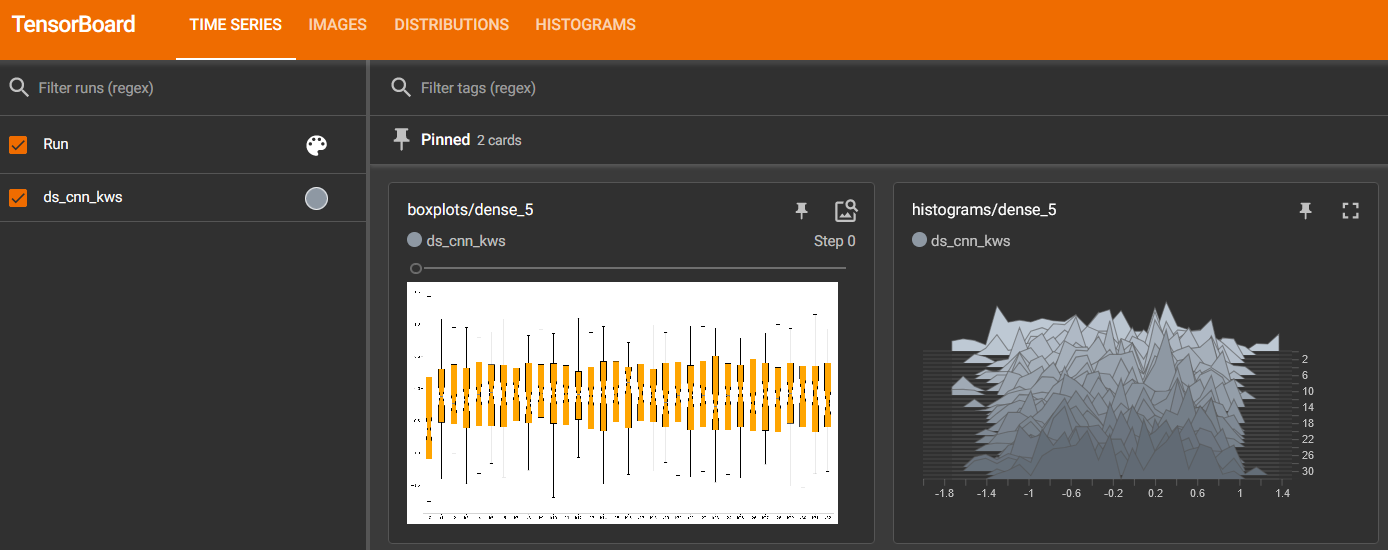 TensorBoard TIME SERIES IMAGES DISTRIBUTIONS HISTOGRAMS
Filter runs (regex)
Filter tags (regex)
Run
Pinned 2 cards
ds_cnn_kws
boxplots/dense_5
ds_cnn_kws Step 0
histograms/dense_5
ds_cnn_kws
2
6
10
14
18
22
26
30
-1.8 -1.4 -1 -0.6 -0.2 0.2 0.6 1 1.4